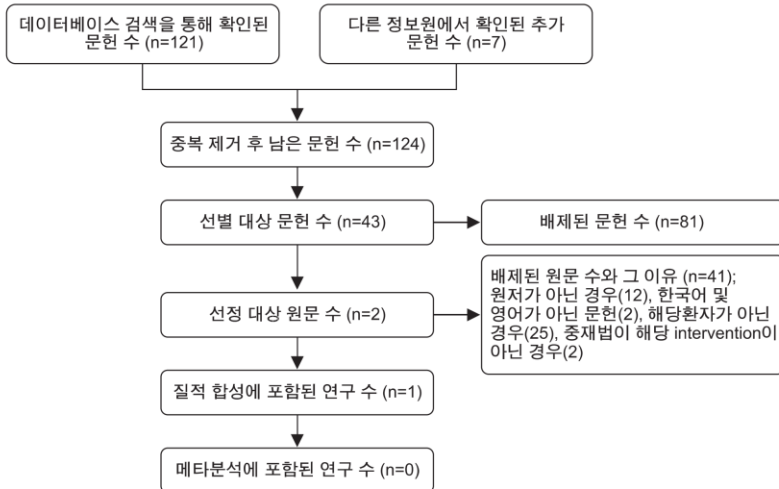 데이터베이스 검색을 통해 확인된
문헌 수 (n=121)
다른 정보원에서 확인된 추가
문헌 수 (n=7)
중복 제거 후 남은 문헌 수 (n=124)
선별 대상 문헌 수 (n=43)
배제된 문헌 수 (n=81)
선정 대상 원문 수 (n=2)
배제된 원문 수와 그 이유 (n=41);
원저가 아닌 경우(12), 한국어 및
영어가 아닌 문헌(2), 해당환자가 아닌
경우(25), 중재법이 해당 intervention이
아닌 경우(2)
질적 합성에 포함된 연구 수 (n=1)
메타분석에 포함된 연구 수 (n=0)